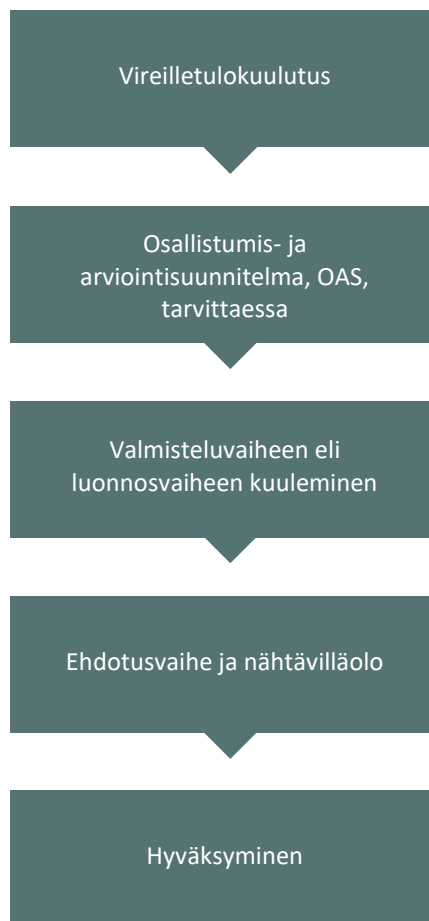 Vireilletulokuulutus
Osallistumis- ja
arviointisuunnitelma, OAS,
tarvittaessa
Valmisteluvaiheen eli
luonnosvaiheen kuuleminen
Ehdotusvaihe ja nähtävilläolo
Hyväksyminen